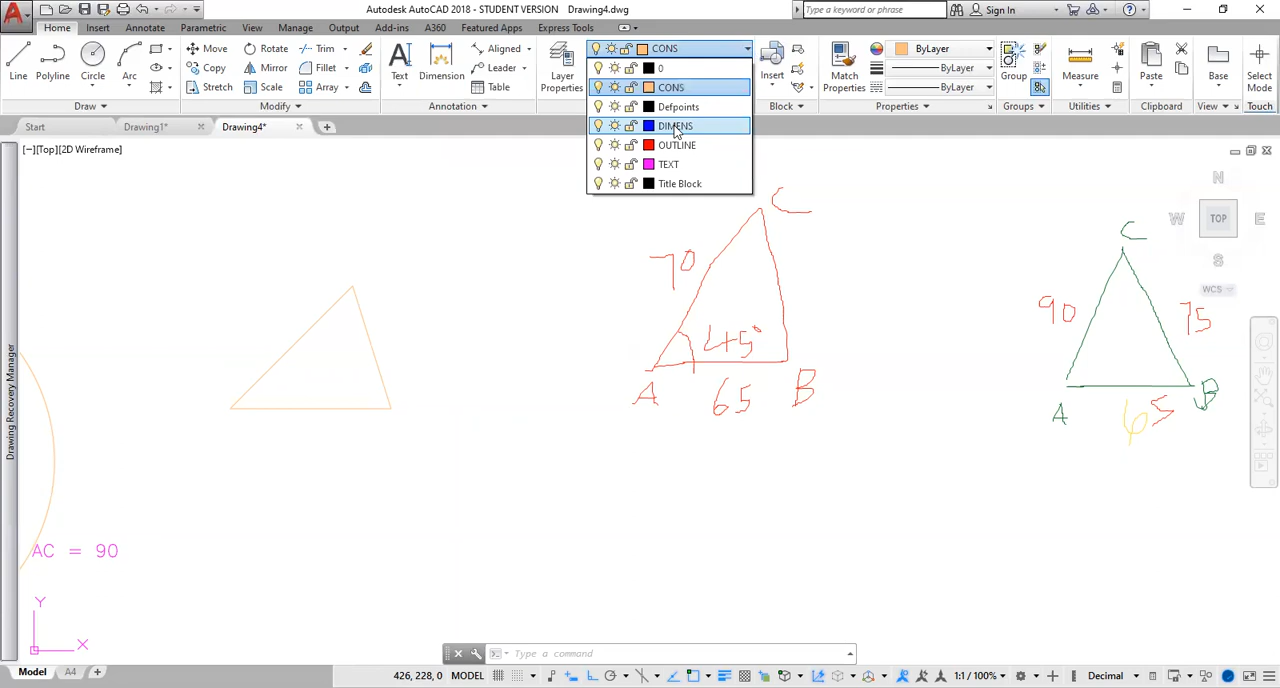 Autodesk AutoCAD 2018 - STUDENT VERSION Drawing4.dwg
Type a keyword or phrase
Sign In
Home Insert Annotate Parametric View Manage Output Add-ins A360 Featured Apps Express Tools
Line
Polyline
Circle
Arc
Move Rotate Trim
Copy Mirror Fillet
Stretch Scale Array
Text
Dimension
Aligned
Leader
Table
Layer
Properties
CONS
0
CONS
Defpoints
DIMENS
OUTLINE
TEXT
Title Block
Insert
Match
Properties
ByLayer
ByLayer
ByLayer
Group
Measure
Paste
Base
Select
Mode
Draw Modify Annotation Block Properties Groups Utilities Clipboard View Touch
Start Drawing1* Drawing4*
[−][Top][2D Wireframe]
Drawing Recovery Manager
N
W TOP E
S
WCS
C
70
45°
A 65 B
C
90 75
A 65 B
AC = 90
Y
X
Type a command
Model A4
426, 228, 0 MODEL
1:1 / 100%
Decimal